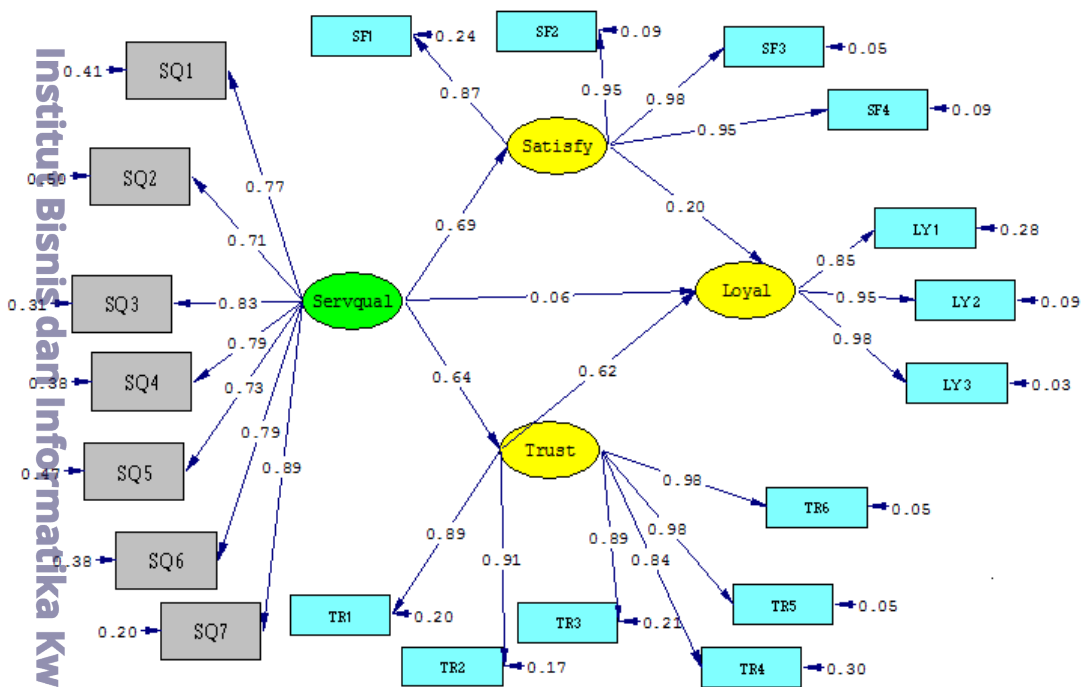 Institut Bisnis dan Informatika Kw
0.41 SQ1
0.50 SQ2
0.31 SQ3
0.38 SQ4
0.47 SQ5
0.38 SQ6
0.20 SQ7
0.77
0.71
0.83
0.79
0.73
0.79
0.89
Servqual
0.69
0.06
0.64
Satisfy
0.87
0.95
0.98
0.95
SF1 0.24
SF2 0.09
SF3 0.05
SF4 0.09
0.20
Loyal
0.62
0.85
0.95
0.98
LY1 0.28
LY2 0.09
LY3 0.03
Trust
0.89
0.91
0.89
0.84
0.98
0.98
TR1 0.20
TR2 0.17
TR3 0.21
TR4 0.30
TR5 0.05
TR6 0.05